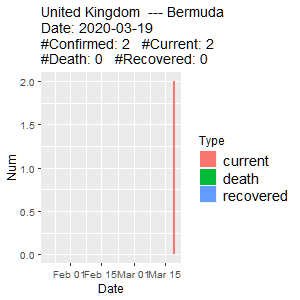 United Kingdom  --- Bermuda
Date: 2020-03-19
#Confirmed: 2   #Current: 2
#Death: 0   #Recovered: 0
2.0
1.5
1.0
0.5
0.0
Num
Feb 01 Feb 15 Mar 01 Mar 15
Date
Type
current
death
recovered